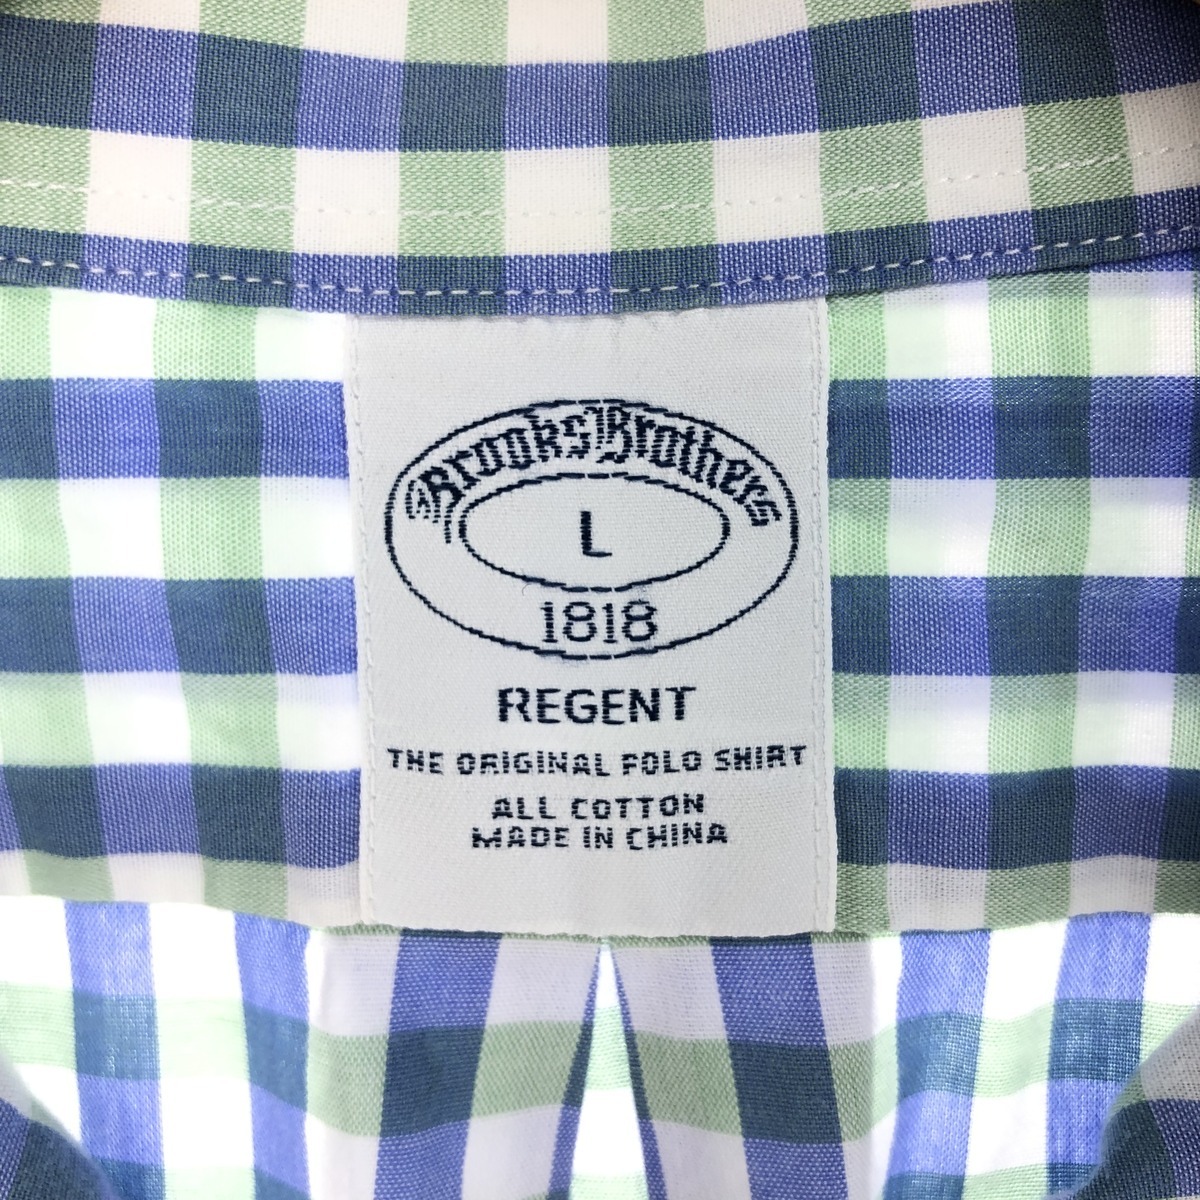 Brooks Brothers
L
1818
REGENT
THE ORIGINAL POLO SHIRT
ALL COTTON
MADE IN CHINA